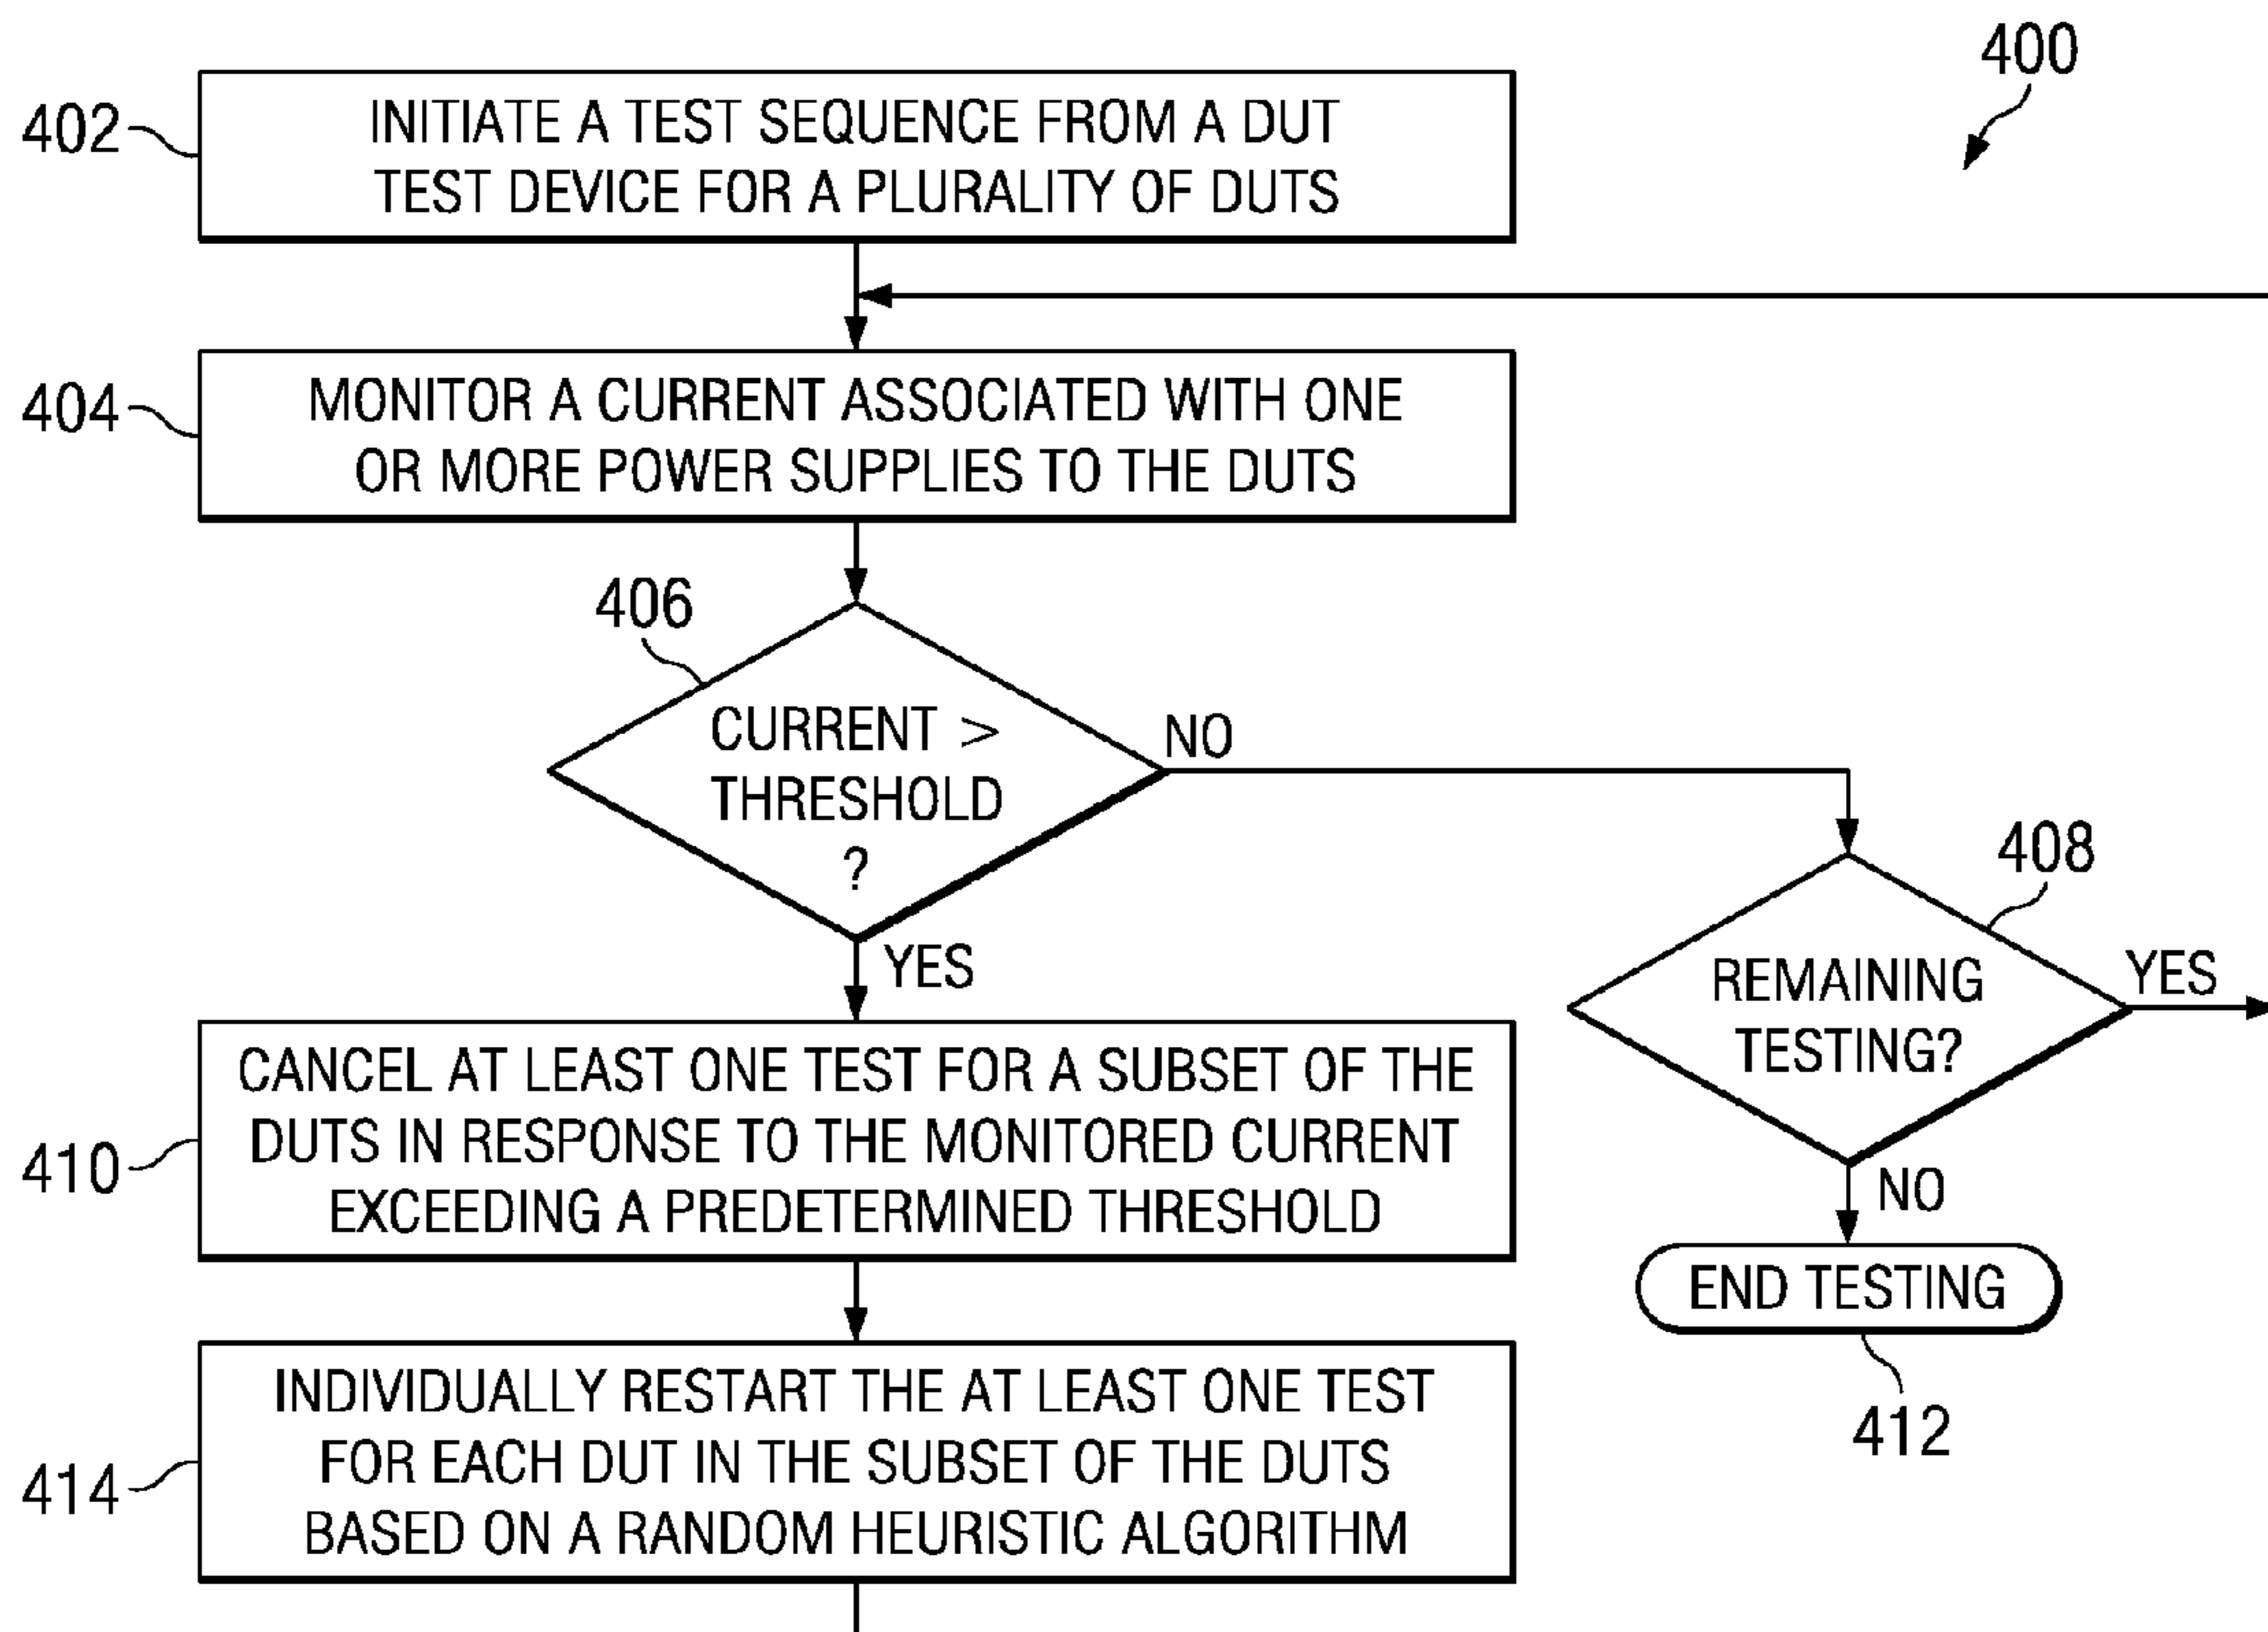 400
402
INITIATE A TEST SEQUENCE FROM A DUT
TEST DEVICE FOR A PLURALITY OF DUTS
404
MONITOR A CURRENT ASSOCIATED WITH ONE
OR MORE POWER SUPPLIES TO THE DUTS
406
CURRENT >
THRESHOLD
?
NO
YES
408
REMAINING
TESTING?
YES
NO
END TESTING
412
410
CANCEL AT LEAST ONE TEST FOR A SUBSET OF THE
DUTS IN RESPONSE TO THE MONITORED CURRENT
EXCEEDING A PREDETERMINED THRESHOLD
414
INDIVIDUALLY RESTART THE AT LEAST ONE TEST
FOR EACH DUT IN THE SUBSET OF THE DUTS
BASED ON A RANDOM HEURISTIC ALGORITHM